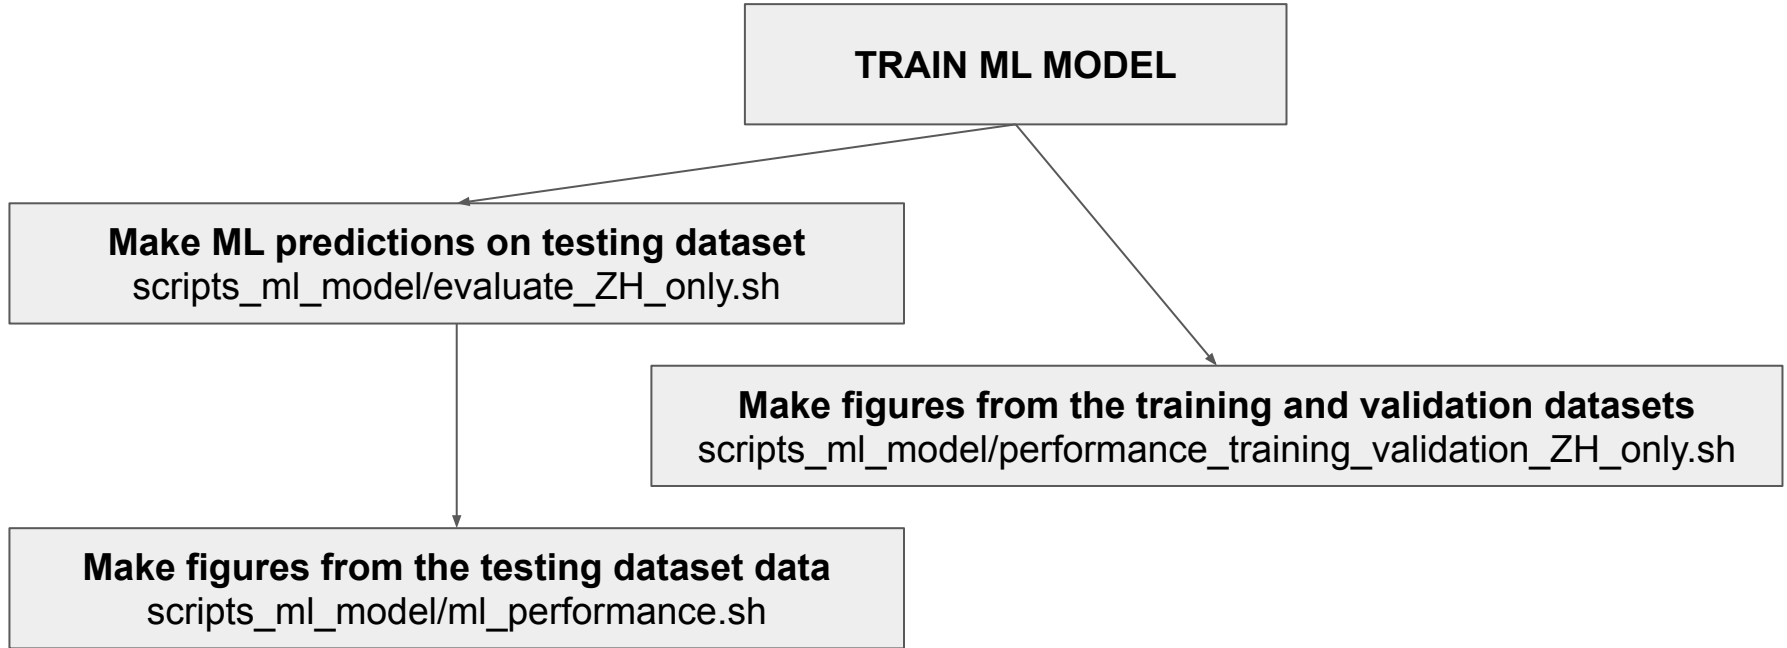 TRAIN ML MODEL
Make ML predictions on testing dataset
scripts_ml_model/evaluate_ZH_only.sh
Make figures from the training and validation datasets
scripts_ml_model/performance_training_validation_ZH_only.sh
Make figures from the testing dataset data
scripts_ml_model/ml_performance.sh